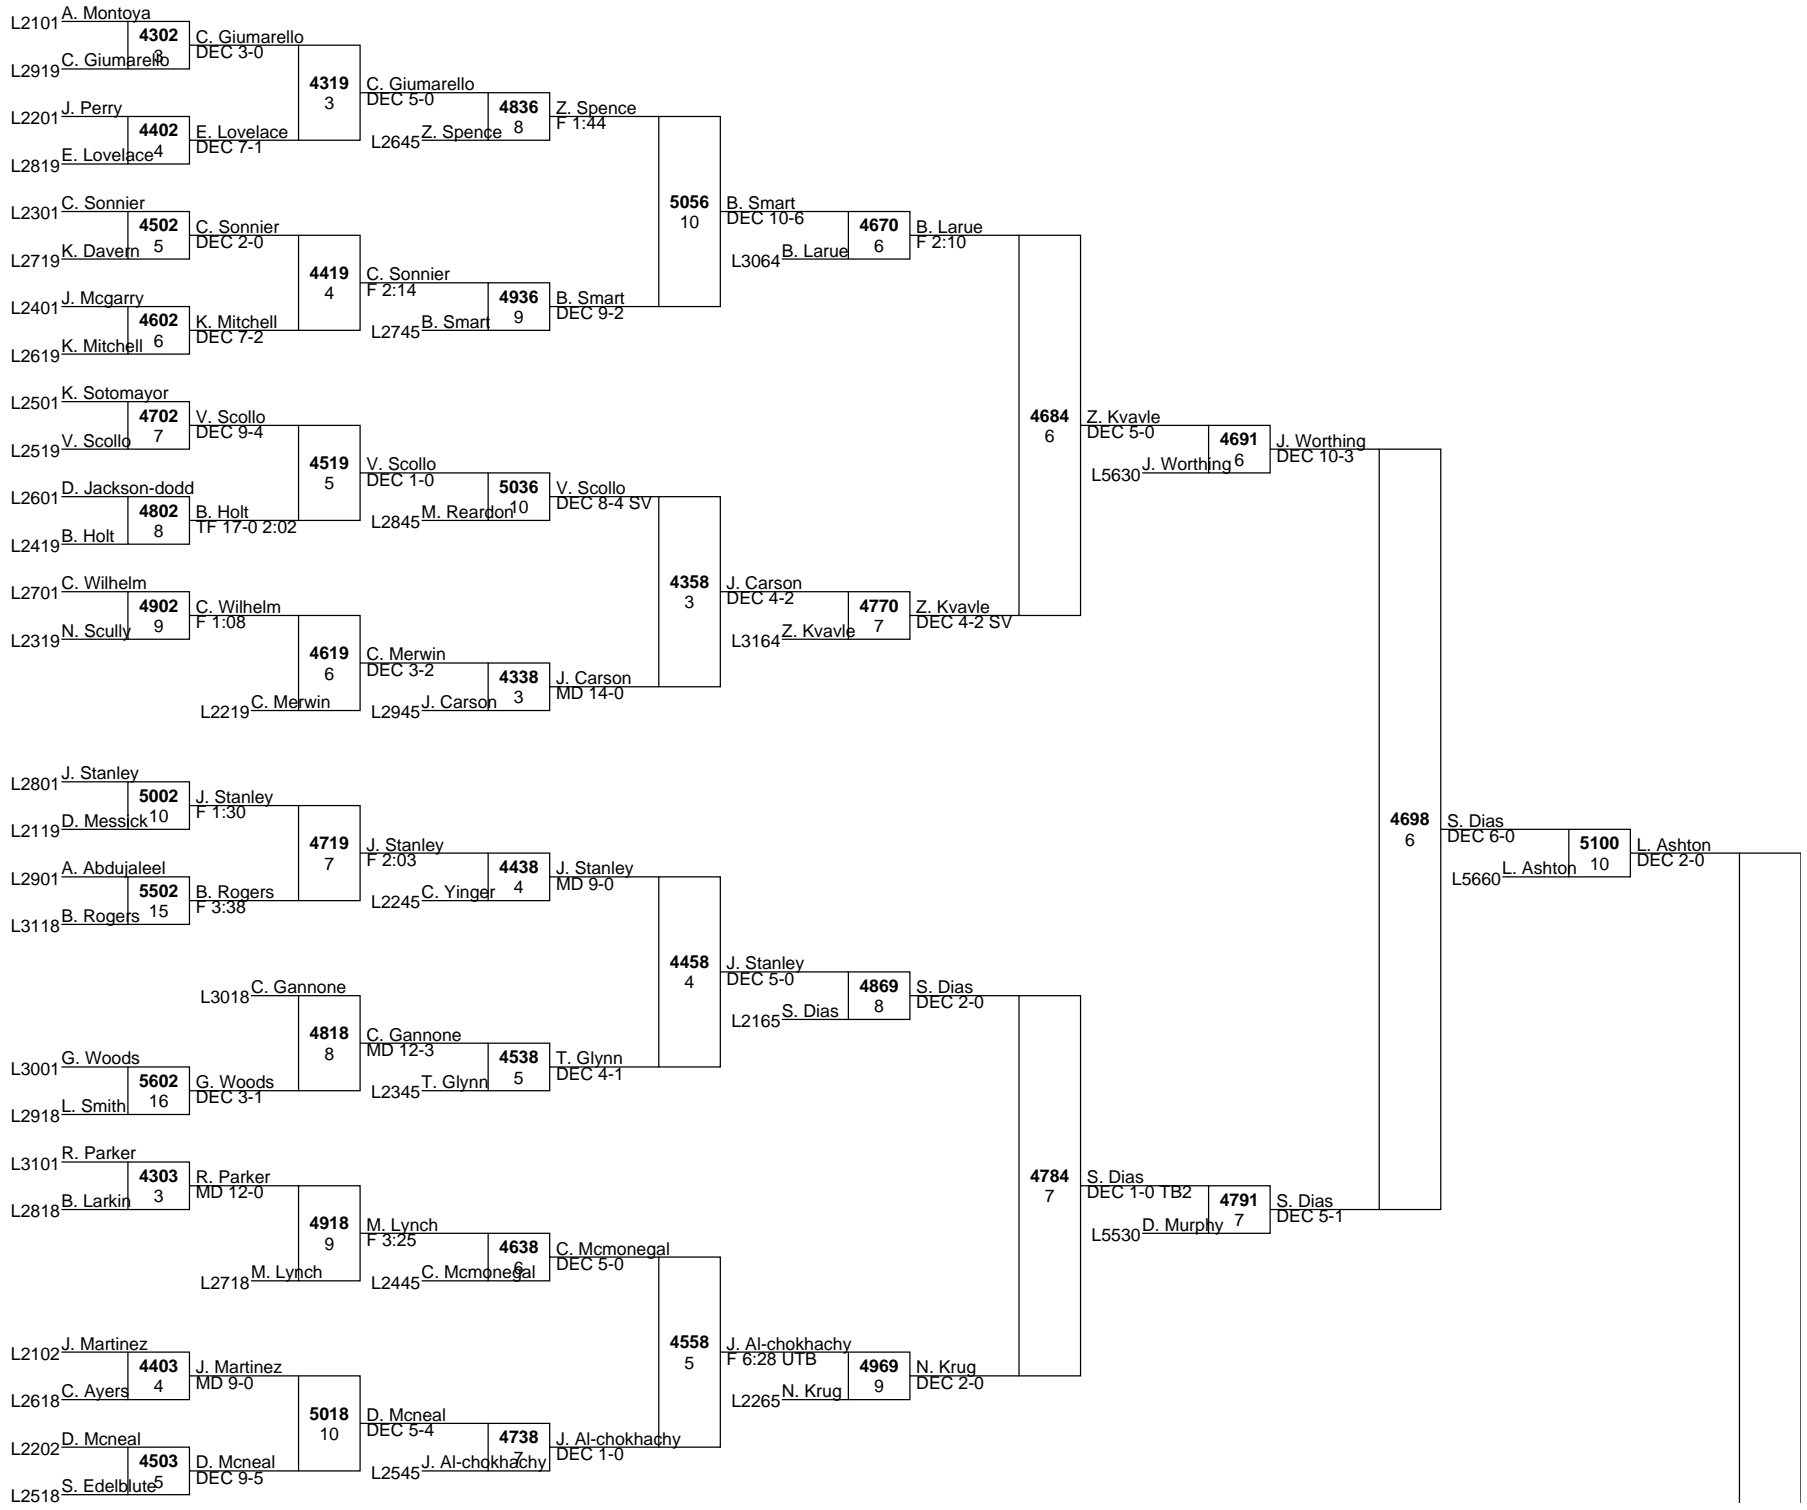 L2101 A. Montoya
4302
3
C. Giumarello
DEC 3-0
L2919 C. Giumarello
4319
3
C. Giumarello
DEC 5-0
L2201 J. Perry
4402
4
E. Lovelace
DEC 7-1
L2819 E. Lovelace
L2645 Z. Spence
4836
8
Z. Spence
F 1:44
L2301 C. Sonnier
4502
5
C. Sonnier
DEC 2-0
L2719 K. Davern
4419
4
C. Sonnier
F 2:14
L2401 J. Mcgarry
4602
6
K. Mitchell
DEC 7-2
L2619 K. Mitchell
L2745 B. Smart
4936
9
B. Smart
DEC 9-2
5056
10
B. Smart
DEC 10-6
L3064 B. Larue
4670
6
B. Larue
F 2:10
L2501 K. Sotomayor
4702
7
V. Scollo
DEC 9-4
L2519 V. Scollo
4519
5
V. Scollo
DEC 1-0
L2601 D. Jackson-dodd
4802
8
B. Holt
TF 17-0 2:02
L2419 B. Holt
L2845 M. Reardon
5036
10
V. Scollo
DEC 8-4 SV
L2701 C. Wilhelm
4902
9
C. Wilhelm
F 1:08
L2319 N. Scully
4619
6
C. Merwin
DEC 3-2
L2219 C. Merwin
L2945 J. Carson
4338
3
J. Carson
MD 14-0
4358
3
J. Carson
DEC 4-2
L3164 Z. Kvavle
4770
7
Z. Kvavle
DEC 4-2 SV
4684
6
Z. Kvavle
DEC 5-0
L5630 J. Worthing
4691
6
J. Worthing
DEC 10-3
L2801 J. Stanley
5002
10
J. Stanley
F 1:30
L2119 D. Messick
4719
7
J. Stanley
F 2:03
L2901 A. Abdujaleel
5502
15
B. Rogers
F 3:38
L3118 B. Rogers
L2245 C. Yinger
4438
4
J. Stanley
MD 9-0
L3018 C. Gannone
4818
8
C. Gannone
MD 12-3
L3001 G. Woods
5602
16
G. Woods
DEC 3-1
L2918 L. Smith
L2345 T. Glynn
4538
5
T. Glynn
DEC 4-1
4458
4
J. Stanley
DEC 5-0
L2165 S. Dias
4869
8
S. Dias
DEC 2-0
L3101 R. Parker
4303
3
R. Parker
MD 12-0
L2818 B. Larkin
4918
9
M. Lynch
F 3:25
L2718 M. Lynch
L2445 C. Mcmonegal
4638
6
C. Mcmonegal
DEC 5-0
L2102 J. Martinez
4403
4
J. Martinez
MD 9-0
L2618 C. Ayers
5018
10
D. Mcneal
DEC 5-4
L2202 D. Mcneal
4503
5
D. Mcneal
DEC 9-5
L2518 S. Edelblute
L2545 J. Al-chokhachy
4738
7
J. Al-chokhachy
DEC 1-0
4558
5
J. Al-chokhachy
F 6:28 UTB
L2265 N. Krug
4969
9
N. Krug
DEC 2-0
4784
7
S. Dias
DEC 1-0 TB2
L5530 D. Murphy
4791
7
S. Dias
DEC 5-1
4698
6
S. Dias
DEC 6-0
L5660 L. Ashton
5100
10
L. Ashton
DEC 2-0